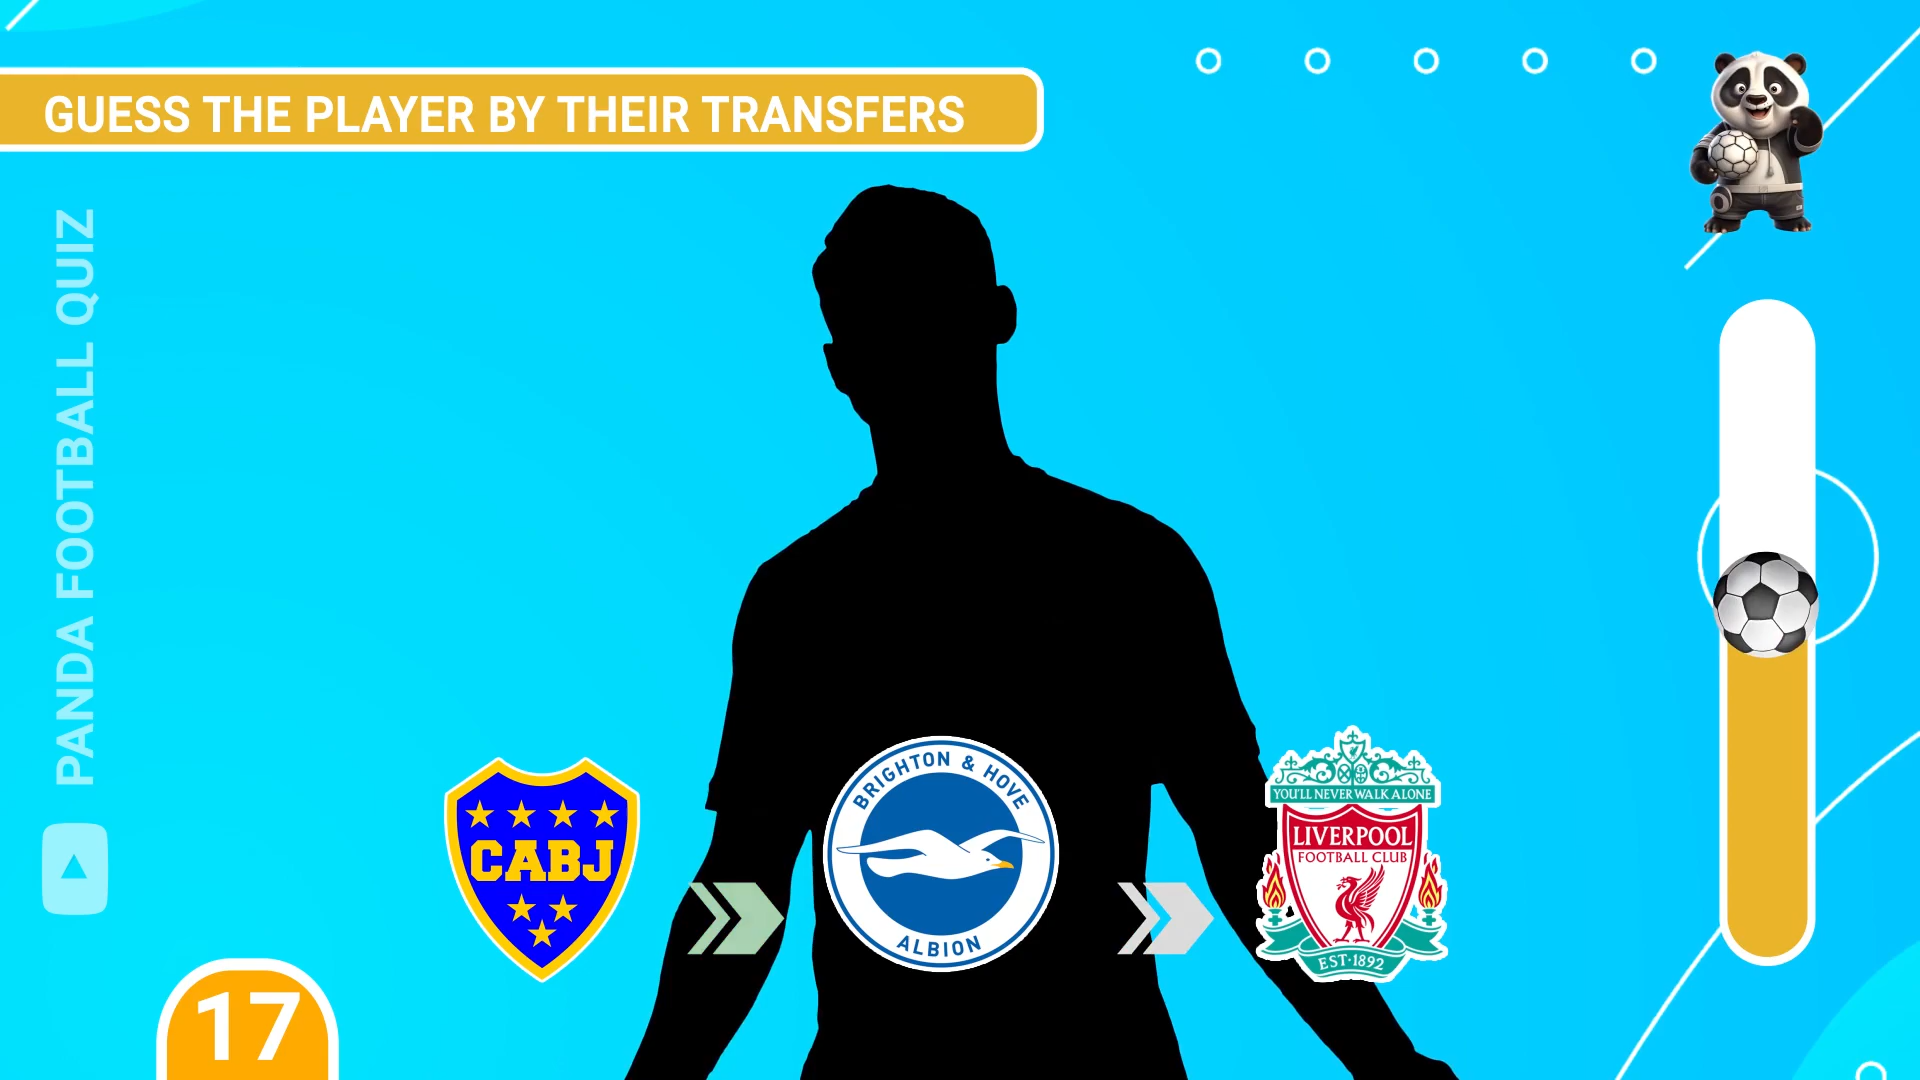 GUESS THE PLAYER BY THEIR TRANSFERS
PANDA FOOTBALL QUIZ
CABJ
BRIGHTON & HOVE
ALBION
YOU'LL NEVER WALK ALONE
LIVERPOOL
FOOTBALL CLUB
EST·1892
17